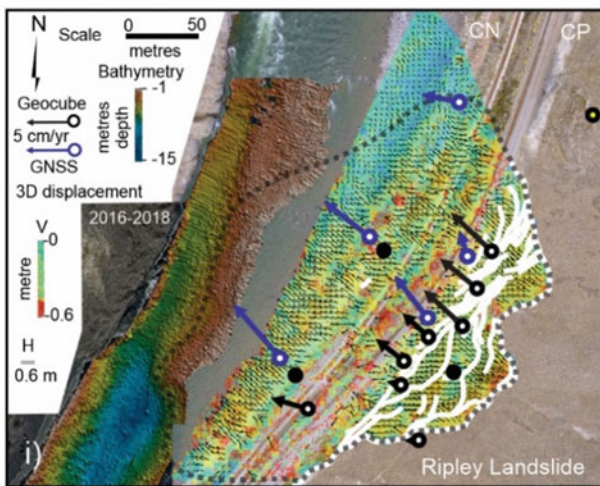 N
Scale 0 50
metres
Bathymetry
Geocube
5 cm/yr
GNSS
-1
metres
depth
-15
3D displacement
2016-2018
V
0
metre
-0.6
H
0.6 m
CN
CP
i)
Ripley Landslide